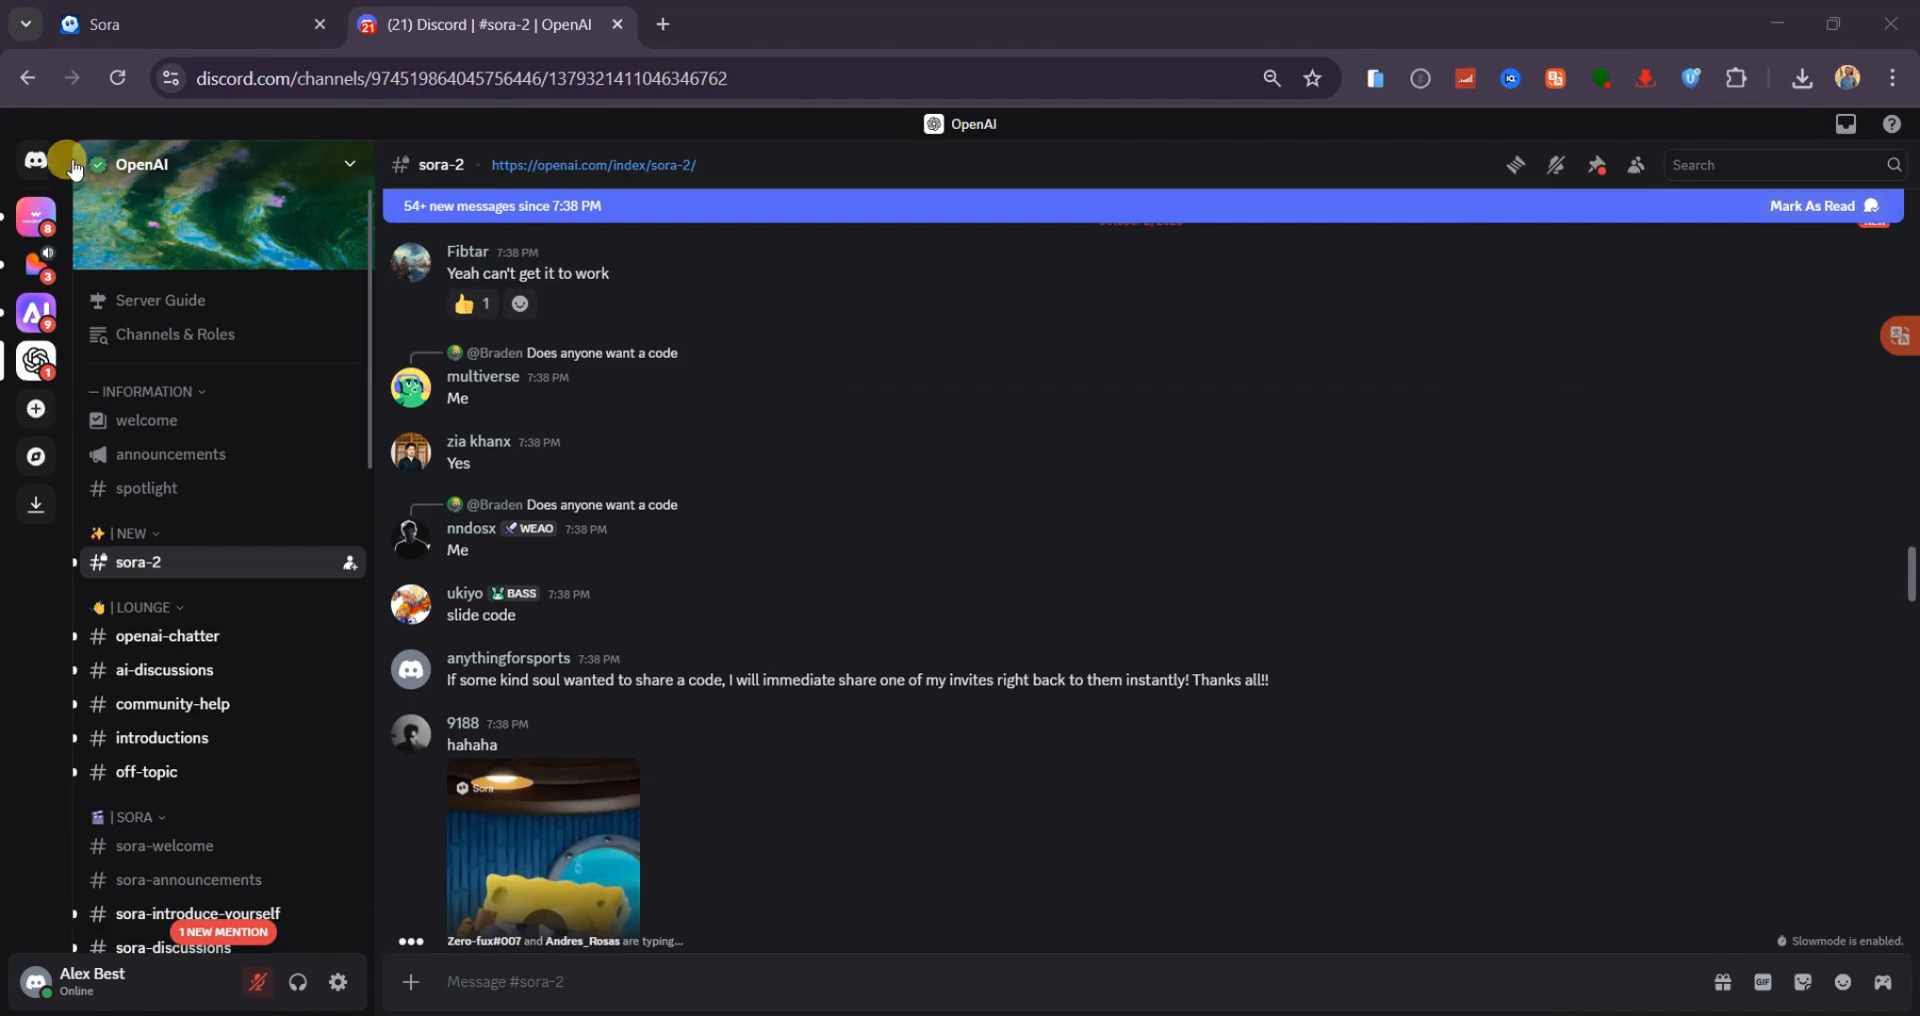 Sora
(21) Discord | #sora-2 | OpenAI
discord.com/channels/974519864045756446/1379321411046346762
OpenAI
OpenAI
sora-2
https://openai.com/index/sora-2/
Search
54+ new messages since 7:38 PM
Mark As Read
Server Guide
Channels & Roles
INFORMATION
welcome
announcements
spotlight
| NEW
sora-2
| LOUNGE
openai-chatter
ai-discussions
community-help
introductions
off-topic
| SORA
sora-welcome
sora-announcements
sora-introduce-yourself
1 NEW MENTION
sora-discussions
Alex Best
Online
8
3
AI
9
1
Fibtar 7:38 PM
Yeah can't get it to work
1
@Braden Does anyone want a code
multiverse 7:38 PM
Me
zia khanx 7:38 PM
Yes
@Braden Does anyone want a code
nndosx WEAO 7:38 PM
Me
ukiyo BASS 7:38 PM
slide code
anythingforsports 7:38 PM
If some kind soul wanted to share a code, I will immediate share one of my invites right back to them instantly! Thanks all!!
9188 7:38 PM
hahaha
Sora
Zero-fux#007 and Andres_Rosas are typing...
Slowmode is enabled.
Message #sora-2
GIF